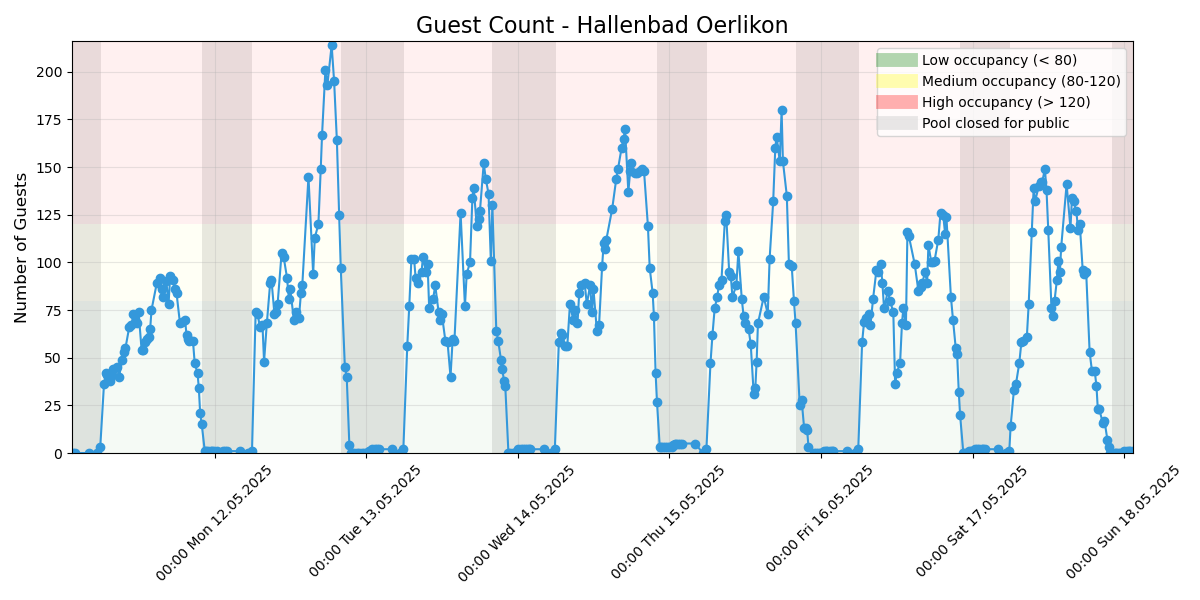 Guest Count - Hallenbad Oerlikon
Number of Guests
200
175
150
125
100
75
50
25
0
Low occupancy (< 80)
Medium occupancy (80-120)
High occupancy (> 120)
Pool closed for public
00:00 Mon 12.05.2025
00:00 Tue 13.05.2025
00:00 Wed 14.05.2025
00:00 Thu 15.05.2025
00:00 Fri 16.05.2025
00:00 Sat 17.05.2025
00:00 Sun 18.05.2025